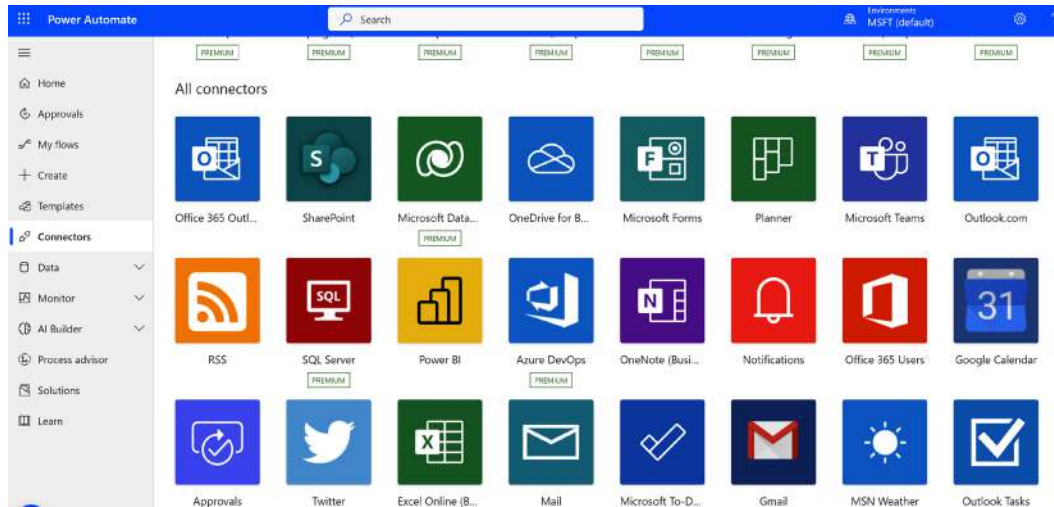 Power Automate
Search
Environments
MSFT (default)
PREMIUM PREMIUM PREMIUM PREMIUM PREMIUM PREMIUM PREMIUM PREMIUM
Home
Approvals
My flows
Create
Templates
Connectors
Data
Monitor
AI Builder
Process advisor
Solutions
Learn
All connectors
Office 365 Outl... SharePoint Microsoft Data... OneDrive for B... Microsoft Forms Planner Microsoft Teams Outlook.com
PREMIUM
SQL
31
RSS SQL Server Power BI Azure DevOps OneNote (Busi... Notifications Office 365 Users Google Calendar
PREMIUM PREMIUM
Approvals Twitter Excel Online (B... Mail Microsoft To-D... Gmail MSN Weather Outlook Tasks